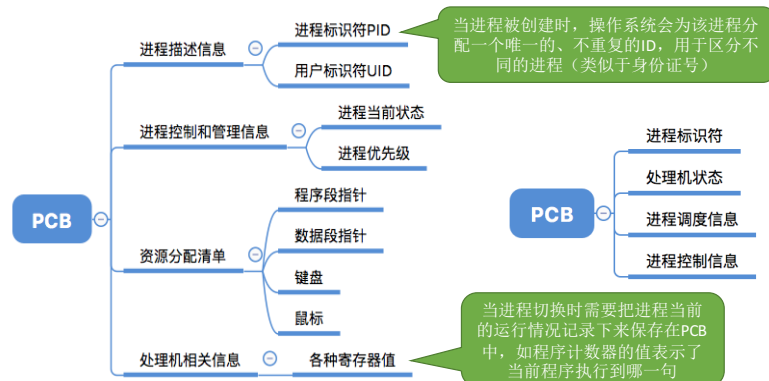 当进程被创建时，操作系统会为该进程分
配一个唯一的、不重复的ID，用于区分不
同的进程（类似于身份证号）
PCB
进程描述信息
进程标识符PID
用户标识符UID
进程控制和管理信息
进程当前状态
进程优先级
资源分配清单
程序段指针
数据段指针
键盘
鼠标
处理机相关信息
各种寄存器值
当进程切换时需要把进程当前
的运行情况记录下来保存在PCB
中，如程序计数器的值表示了
当前程序执行到哪一句
PCB
进程标识符
处理机状态
进程调度信息
进程控制信息